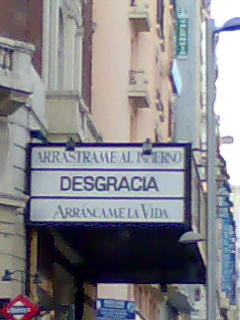 ARRÁSTRAME AL INFIERNO
DESGRACIA
ARRÁNCAME LA VIDA